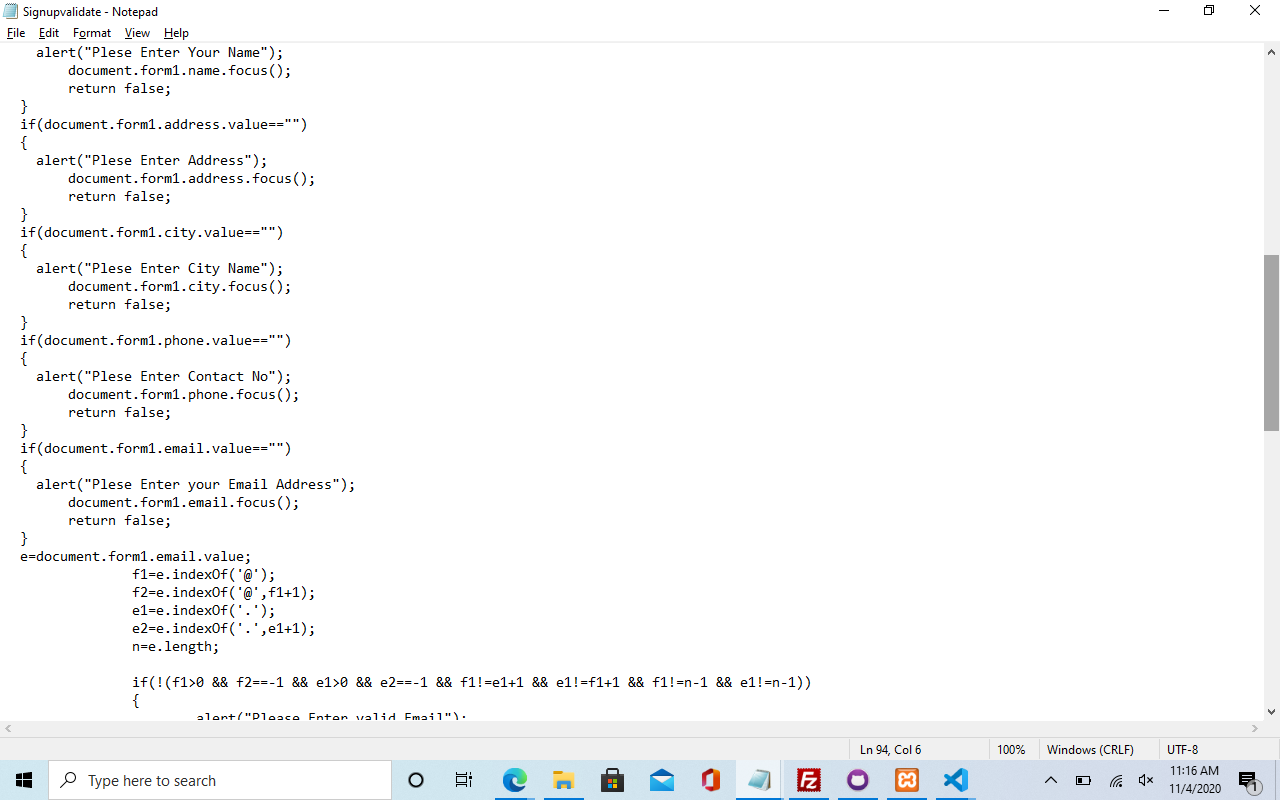 Signupvalidate - Notepad
File Edit Format View Help
alert("Plese Enter Your Name");
document.form1.name.focus();
return false;
}
if(document.form1.address.value=="")
{
alert("Plese Enter Address");
document.form1.address.focus();
return false;
}
if(document.form1.city.value=="")
{
alert("Plese Enter City Name");
document.form1.city.focus();
return false;
}
if(document.form1.phone.value=="")
{
alert("Plese Enter Contact No");
document.form1.phone.focus();
return false;
}
if(document.form1.email.value=="")
{
alert("Plese Enter your Email Address");
document.form1.email.focus();
return false;
}
e=document.form1.email.value;
f1=e.indexOf('@');
f2=e.indexOf('@',f1+1);
e1=e.indexOf('.');
e2=e.indexOf('.',e1+1);
n=e.length;
if(!(f1>0 && f2==-1 && e1>0 && e2==-1 && f1!=e1+1 && e1!=f1+1 && f1!=n-1 && e1!=n-1))
{
alert("Please Enter valid Email");
Ln 94, Col 6 100% Windows (CRLF) UTF-8
Type here to search
11:16 AM
11/4/2020
1